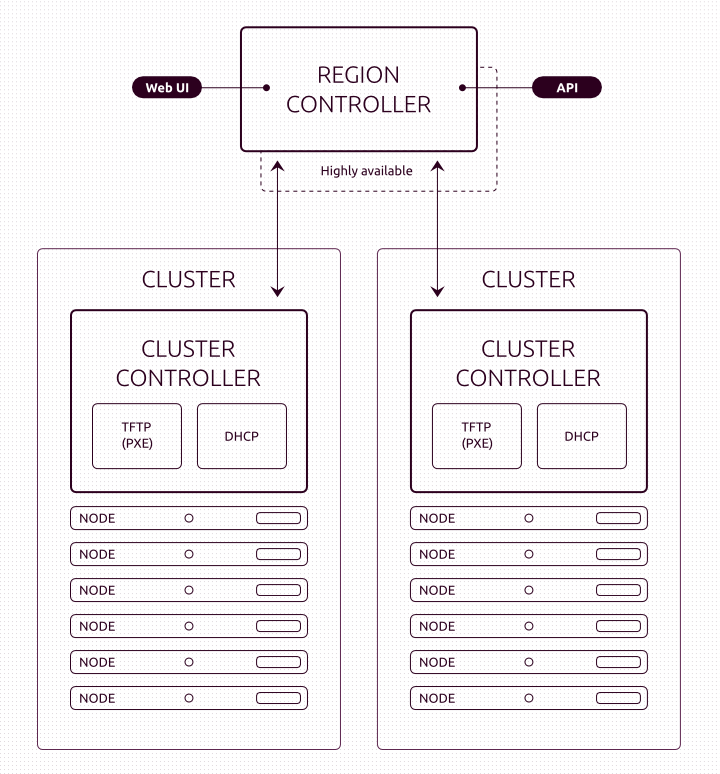 REGION
CONTROLLER
Web UI
API
Highly available
CLUSTER
CLUSTER
CONTROLLER
TFTP
(PXE)
DHCP
NODE
NODE
NODE
NODE
NODE
NODE
CLUSTER
CLUSTER
CONTROLLER
TFTP
(PXE)
DHCP
NODE
NODE
NODE
NODE
NODE
NODE